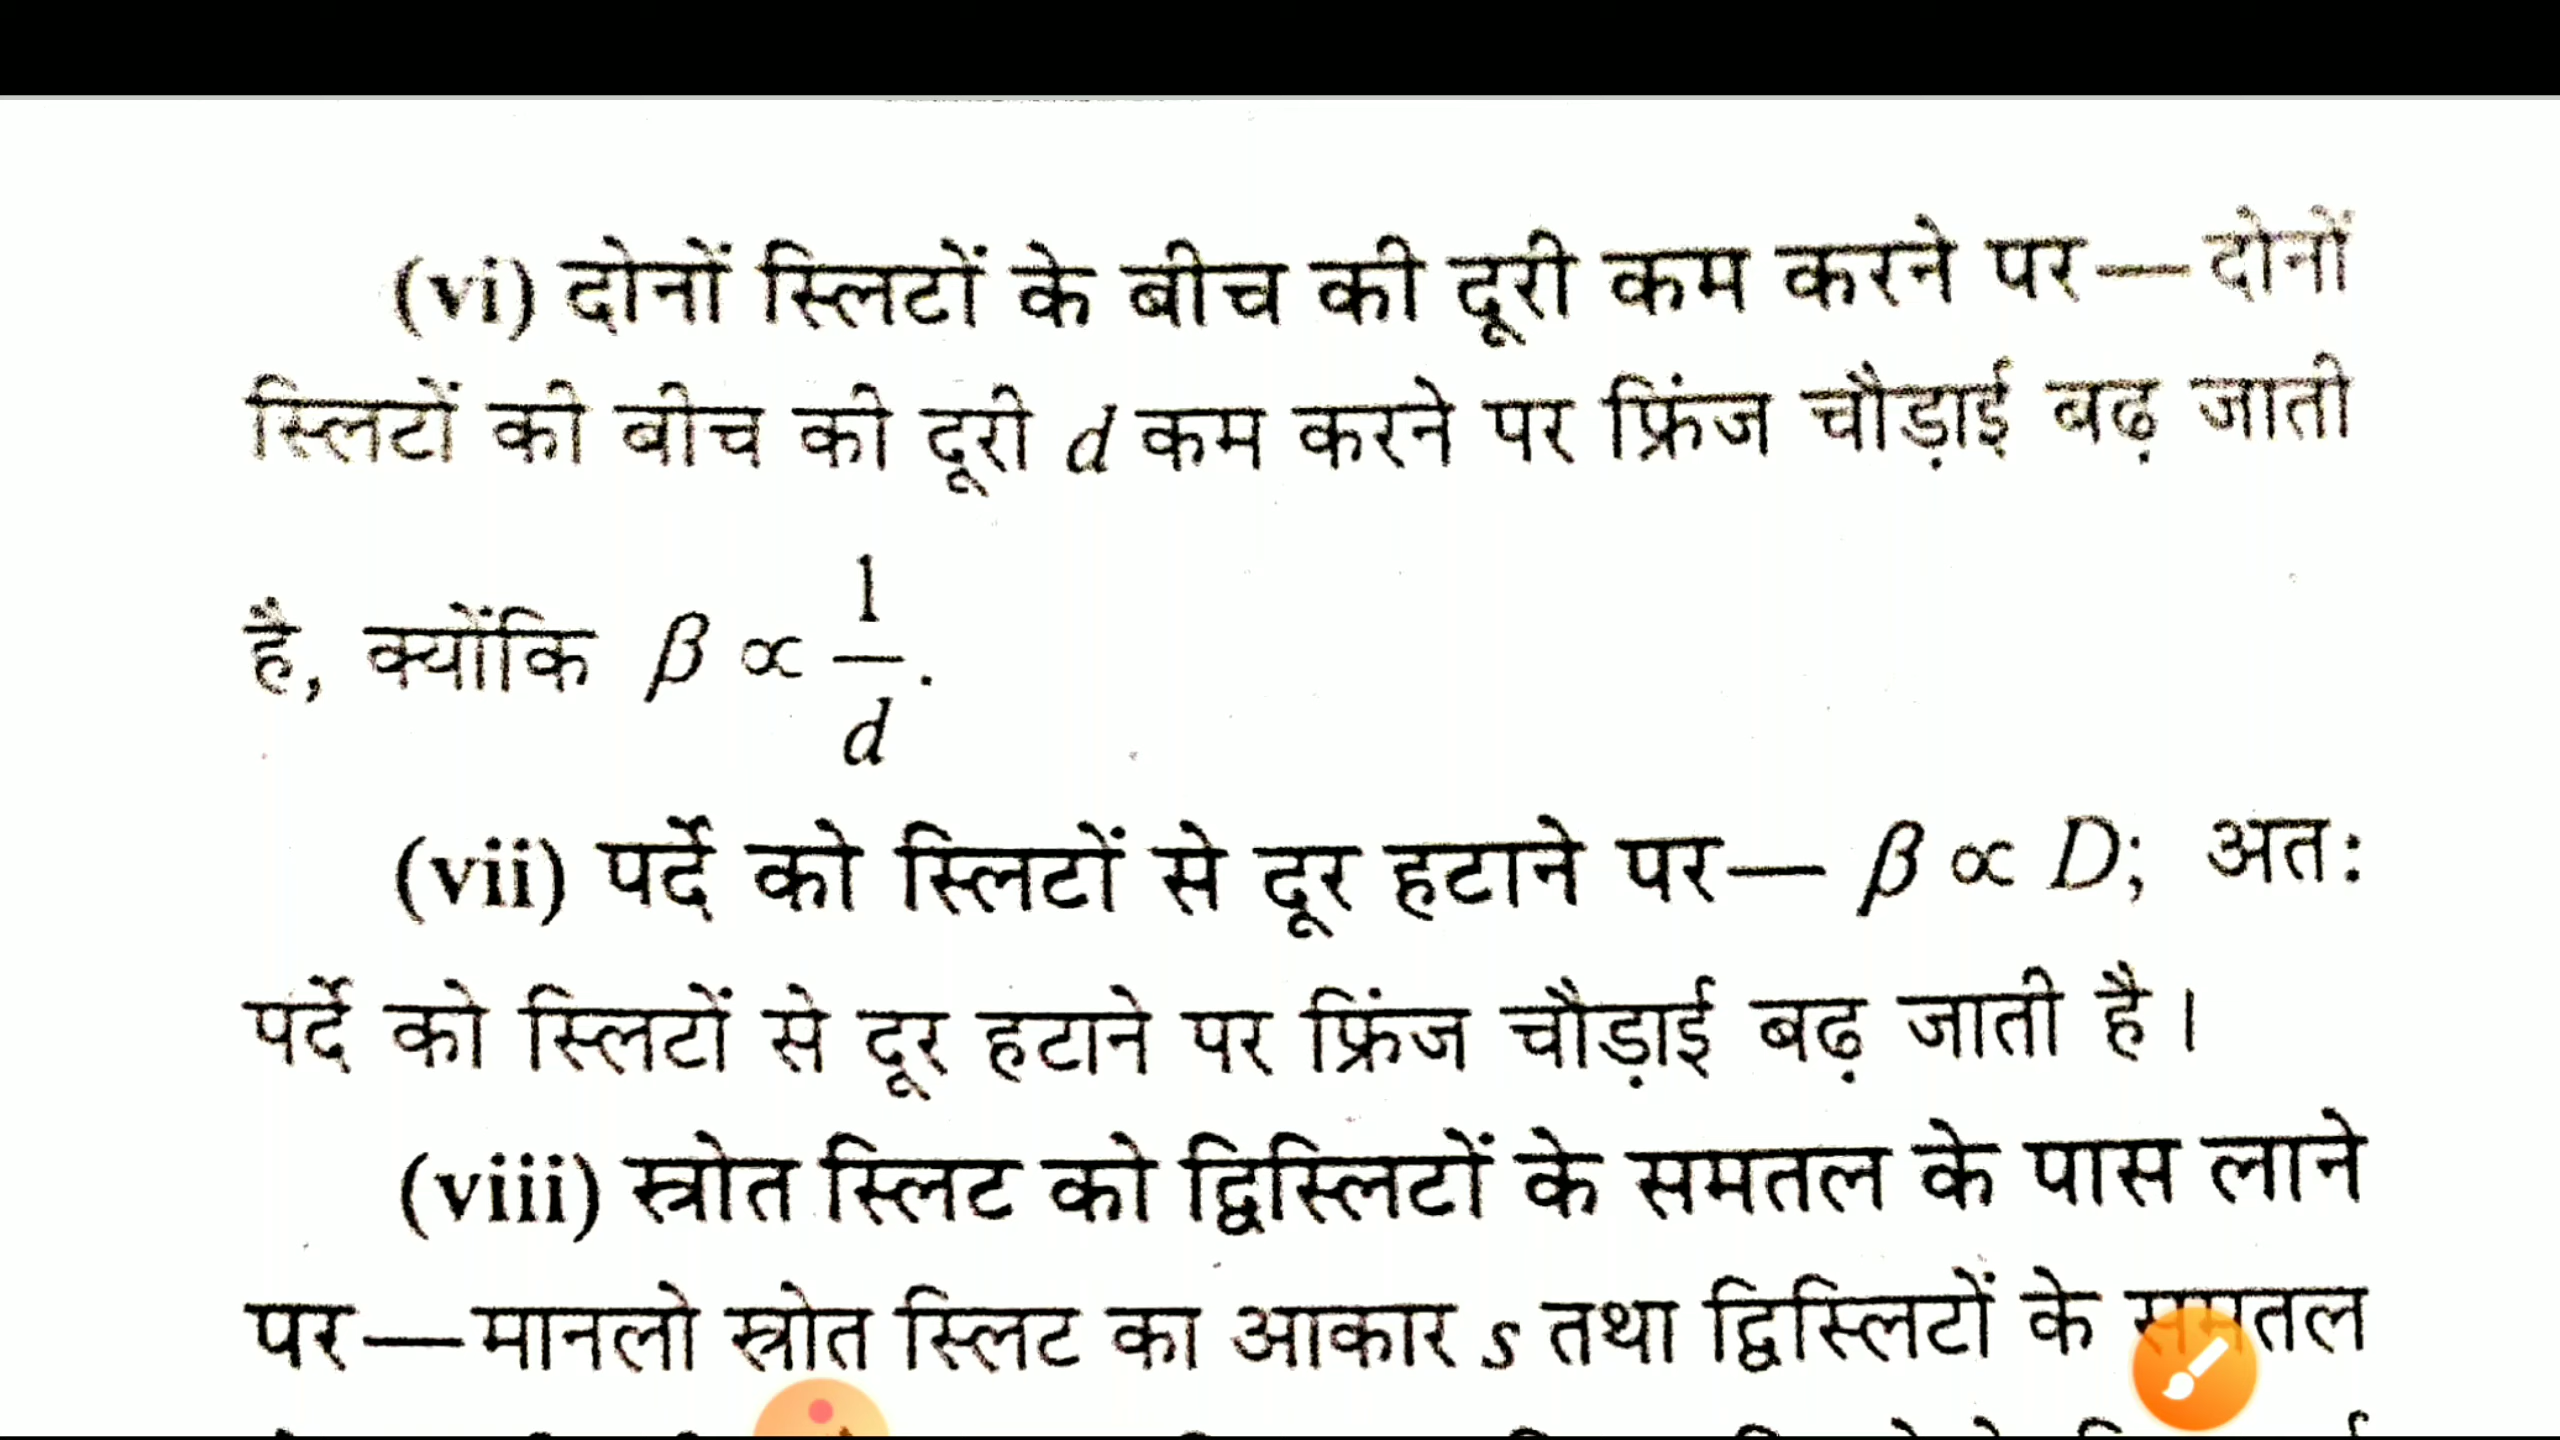 (vi) दोनों स्लिटों के बीच की दूरी कम करने पर—दोनों
स्लिटों की बीच की दूरी d कम करने पर फ्रिंज चौड़ाई बढ़ जाती
है, क्योंकि β ∝ 1/d.
(vii) पर्दे को स्लिटों से दूर हटाने पर— β ∝ D; अतः
पर्दे को स्लिटों से दूर हटाने पर फ्रिंज चौड़ाई बढ़ जाती है।
(viii) स्त्रोत स्लिट को द्विस्लिटों के समतल के पास लाने
पर—मानलो स्रोत स्लिट का आकार s तथा द्विस्लिटों के समतल